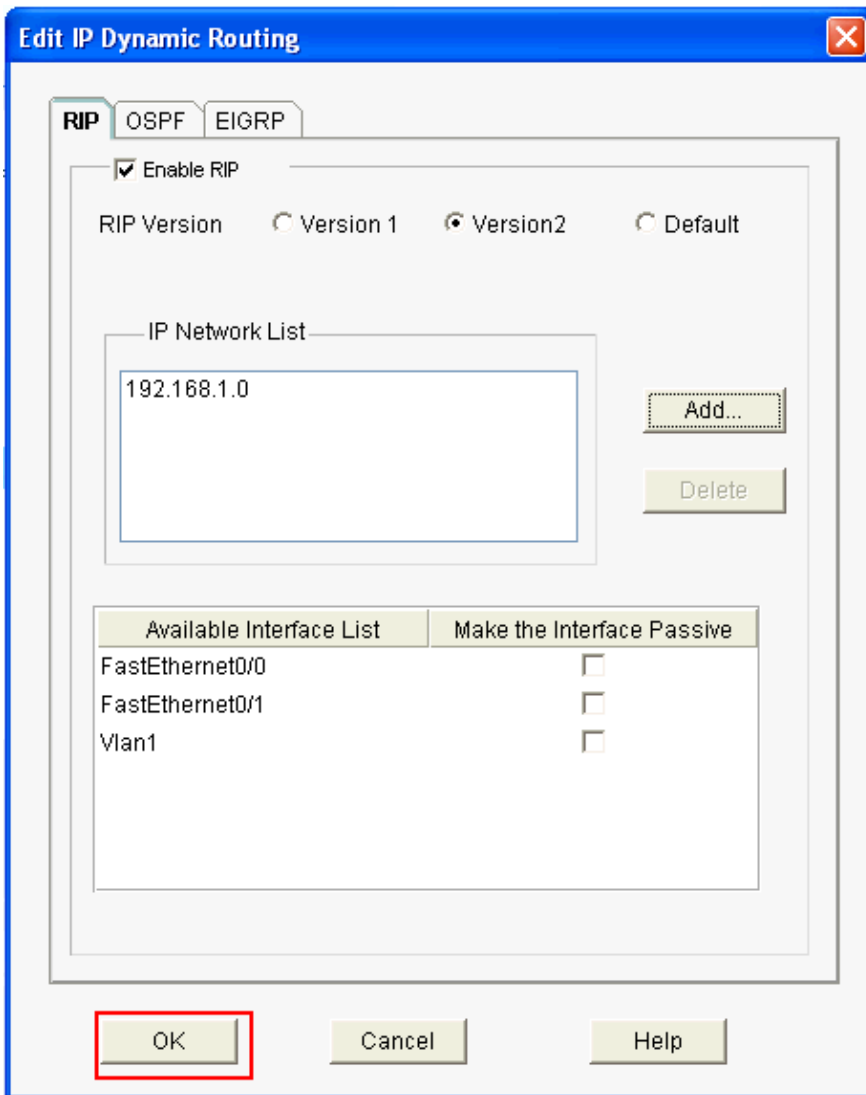 Edit IP Dynamic Routing
RIP OSPF EIGRP
Enable RIP
RIP Version Version 1 Version2 Default
IP Network List
192.168.1.0
Add...
Delete
Available Interface List Make the Interface Passive
FastEthernet0/0
FastEthernet0/1
Vlan1
OK Cancel Help